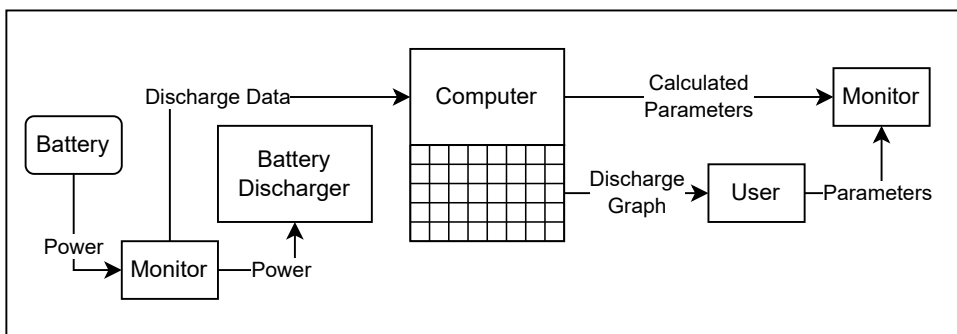 Discharge Data
Computer
Calculated
Parameters
Monitor
Battery
Battery
Discharger
Discharge
Graph
User
Parameters
Power
Monitor
Power